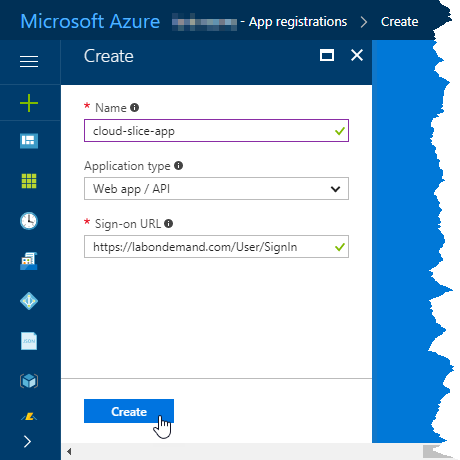 Microsoft Azure - App registrations > Create
Create
* Name
cloud-slice-app
Application type
Web app / API
* Sign-on URL
https://labondemand.com/User/SignIn
Create